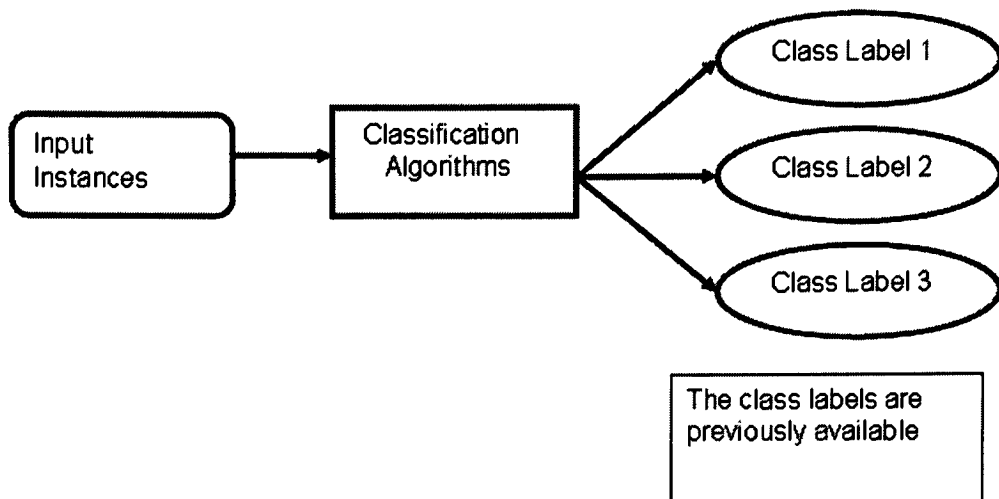 Input
Instances
Classification
Algorithms
Class Label 1
Class Label 2
Class Label 3
The class labels are
previously available